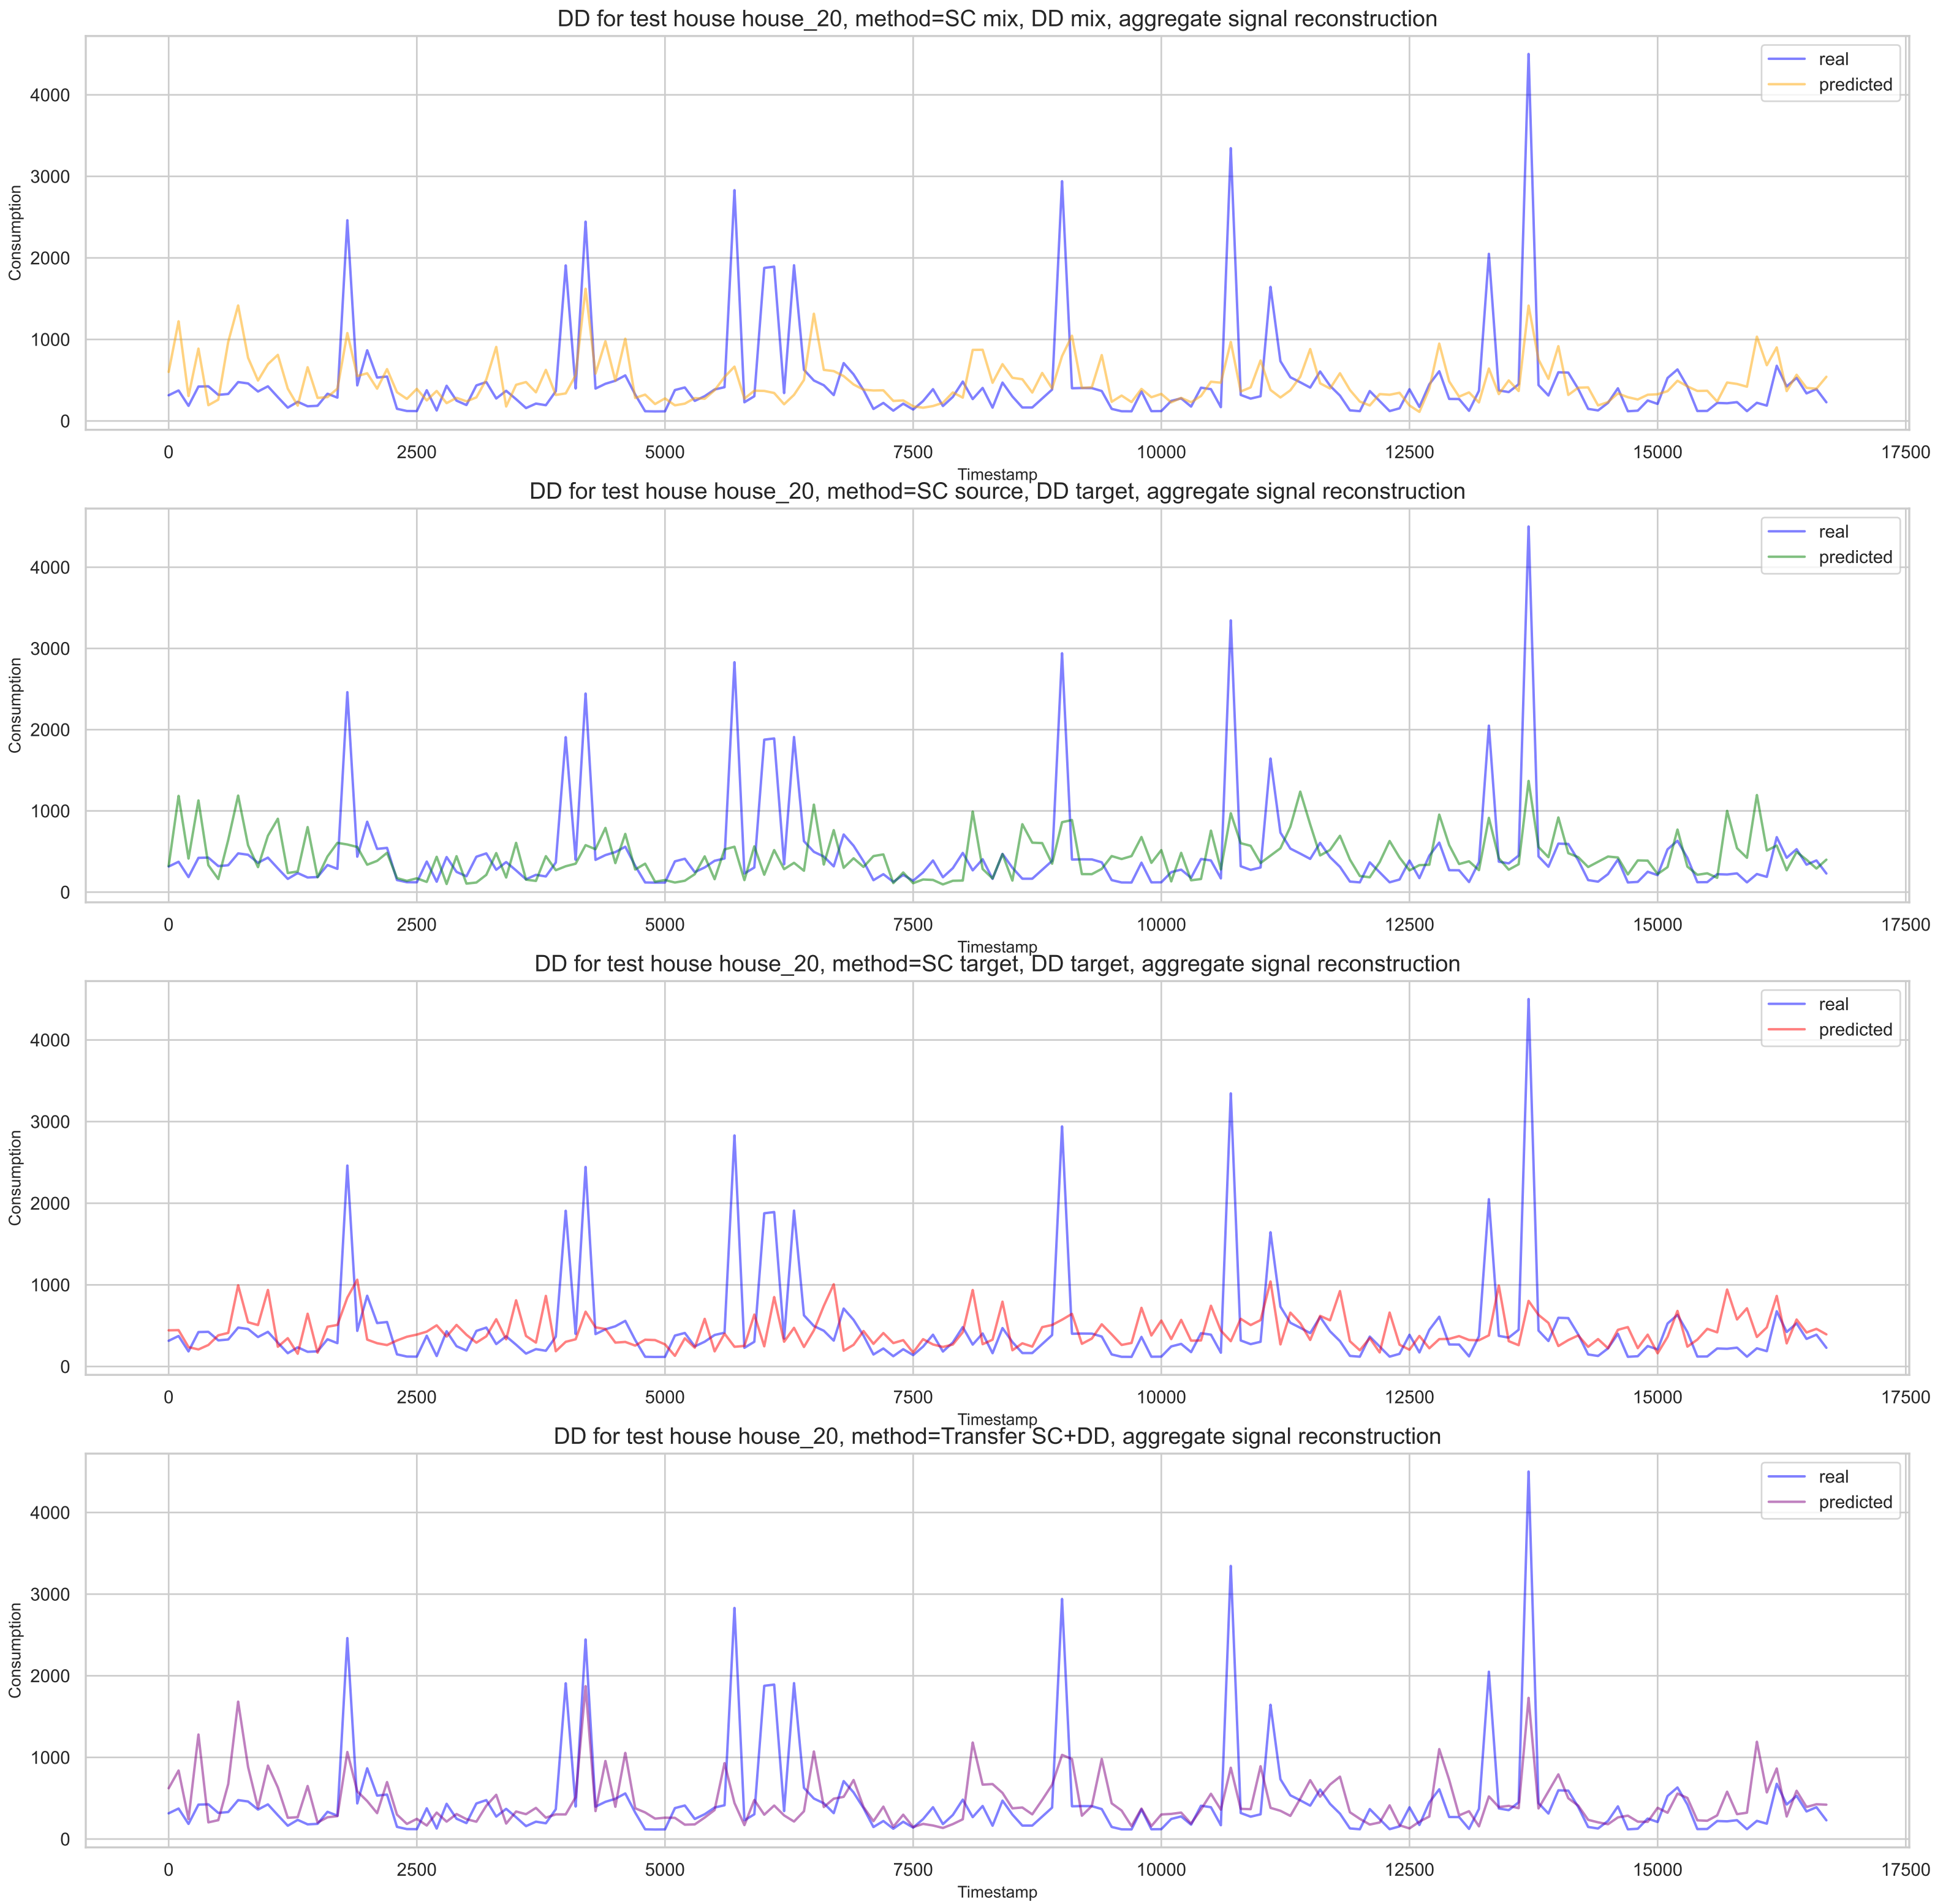 DD for test house house_20, method=SC mix, DD mix, aggregate signal reconstruction
real
predicted
4000
3000
2000
1000
0
Consumption
0 2500 5000 7500 10000 12500 15000 17500
Timestamp
DD for test house house_20, method=SC source, DD target, aggregate signal reconstruction
real
predicted
4000
3000
2000
1000
0
Consumption
0 2500 5000 7500 10000 12500 15000 17500
Timestamp
DD for test house house_20, method=SC target, DD target, aggregate signal reconstruction
real
predicted
4000
3000
2000
1000
0
Consumption
0 2500 5000 7500 10000 12500 15000 17500
Timestamp
DD for test house house_20, method=Transfer SC+DD, aggregate signal reconstruction
real
predicted
4000
3000
2000
1000
0
Consumption
0 2500 5000 7500 10000 12500 15000 17500
Timestamp